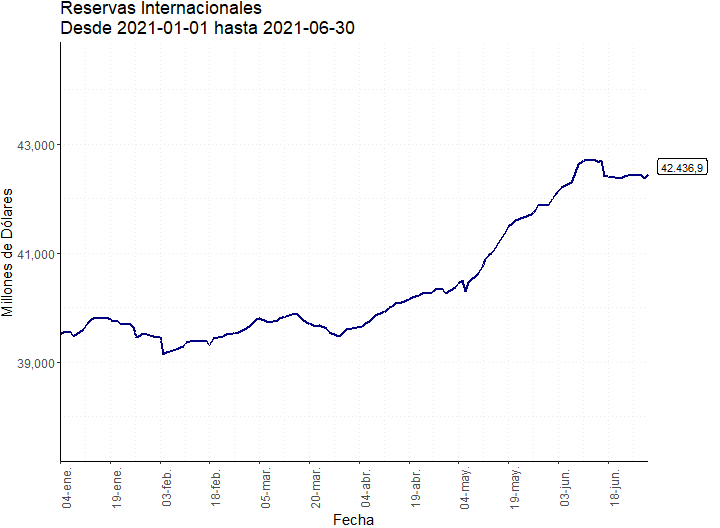 Reservas Internacionales
Desde 2021-01-01 hasta 2021-06-30
43,000
42.436,9
41,000
39,000
Millones de Dólares
04-ene.
19-ene.
03-feb.
18-feb.
05-mar.
20-mar.
04-abr.
19-abr.
04-may.
19-may.
03-jun.
18-jun.
Fecha